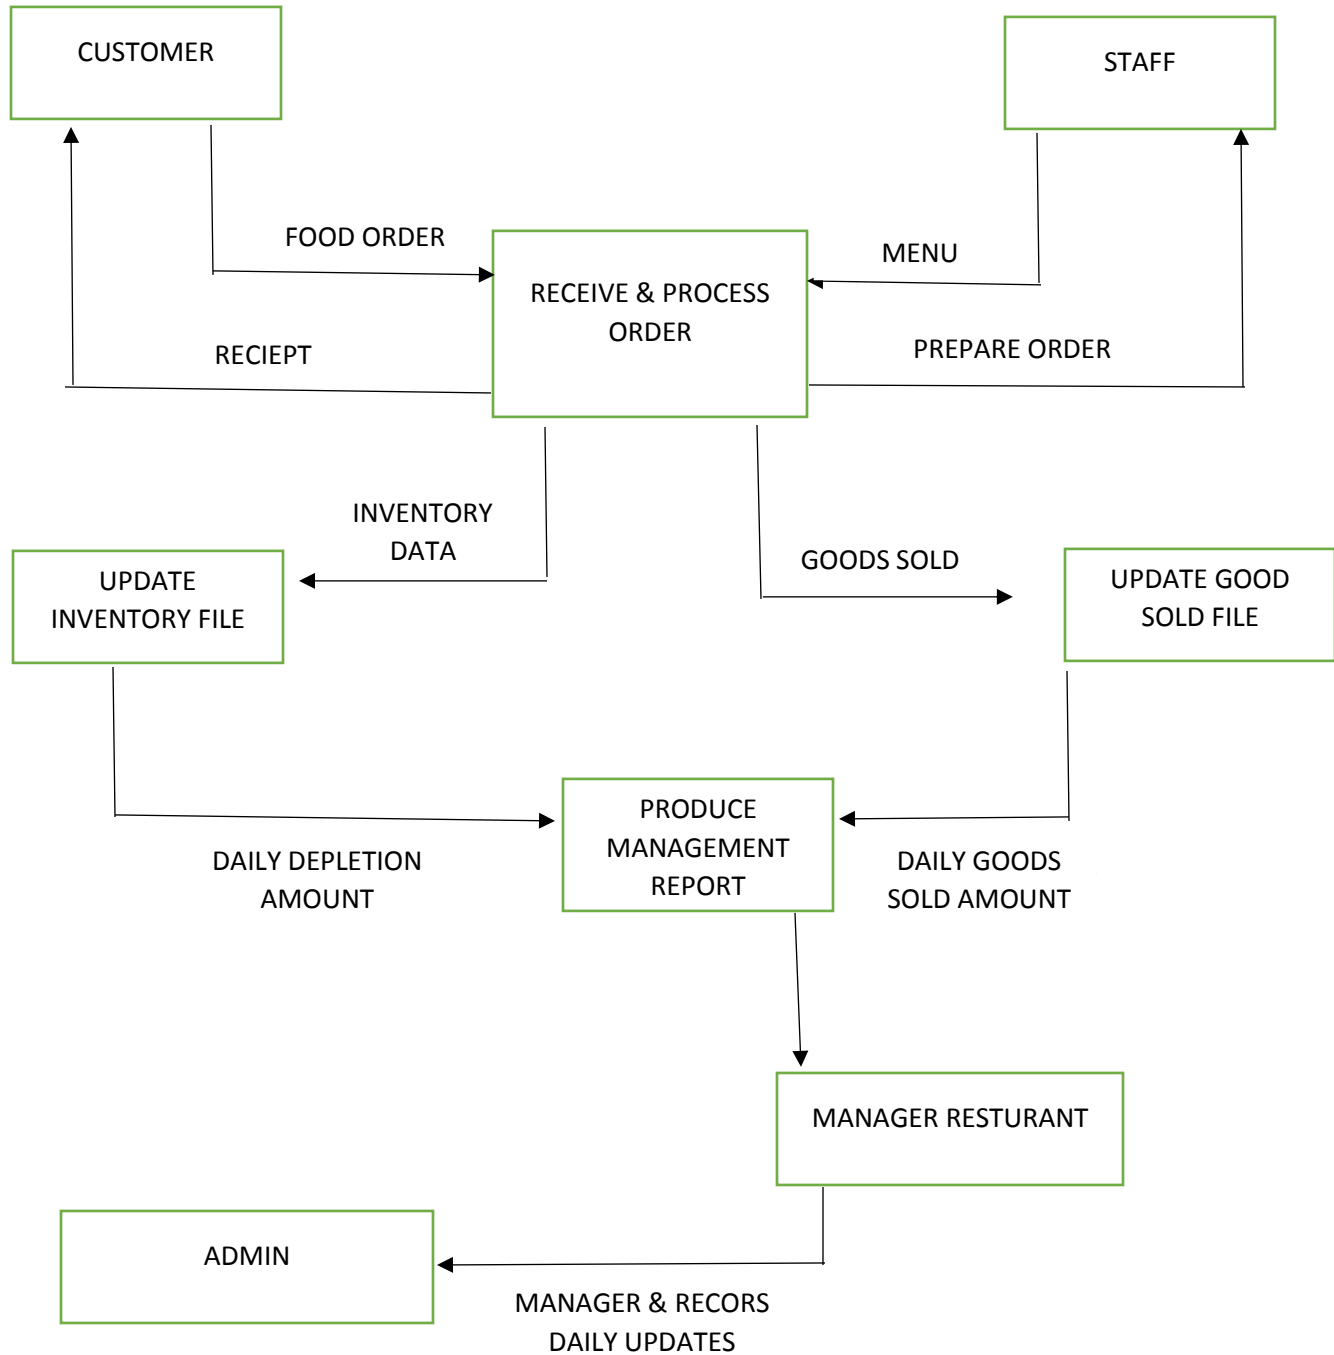 CUSTOMER
STAFF
FOOD ORDER
MENU
RECEIVE & PROCESS
ORDER
RECIEPT
PREPARE ORDER
INVENTORY
DATA
GOODS SOLD
UPDATE
INVENTORY FILE
UPDATE GOOD
SOLD FILE
PRODUCE
MANAGEMENT
REPORT
DAILY DEPLETION
AMOUNT
DAILY GOODS
SOLD AMOUNT
MANAGER RESTURANT
ADMIN
MANAGER & RECORS
DAILY UPDATES